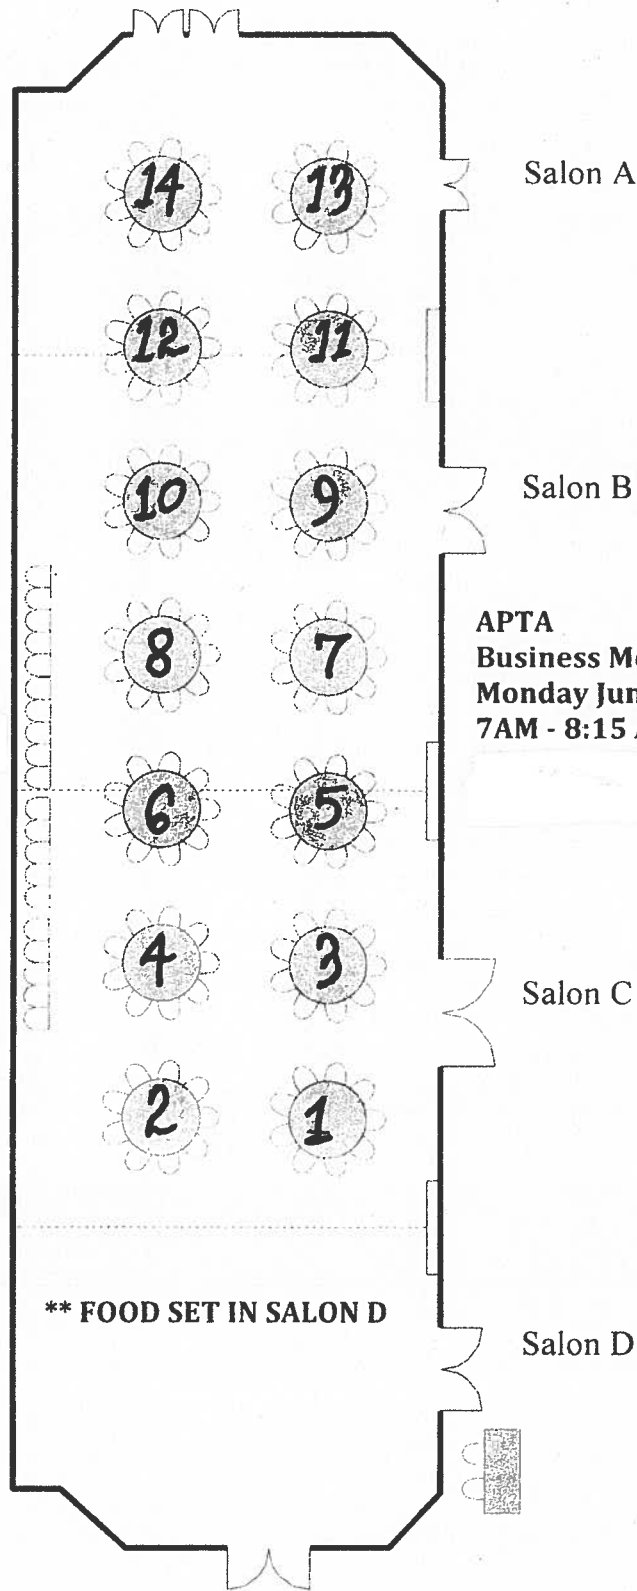 14 13
Salon A
12 11
10 9
Salon B
8 7
APTA
Business
Monday
7AM - 8:15
6 5
4 3
Salon C
2 1
** FOOD SET IN SALON D
Salon D